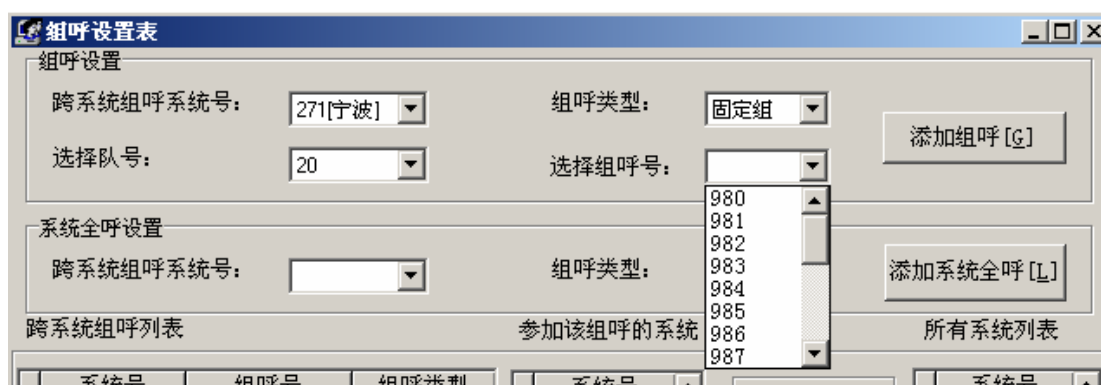 组呼设置表
组呼设置
跨系统组呼系统号: 271[宁波] 组呼类型: 固定组
添加组呼[G]
选择队号: 20 选择组呼号:
980
981
982
983
984
985
986
987
系统全呼设置
跨系统组呼系统号: 组呼类型:
添加系统全呼[L]
跨系统组呼列表 参加该组呼的系统 所有系统列表
系统号 组呼号 组呼类型 系统号 系统号